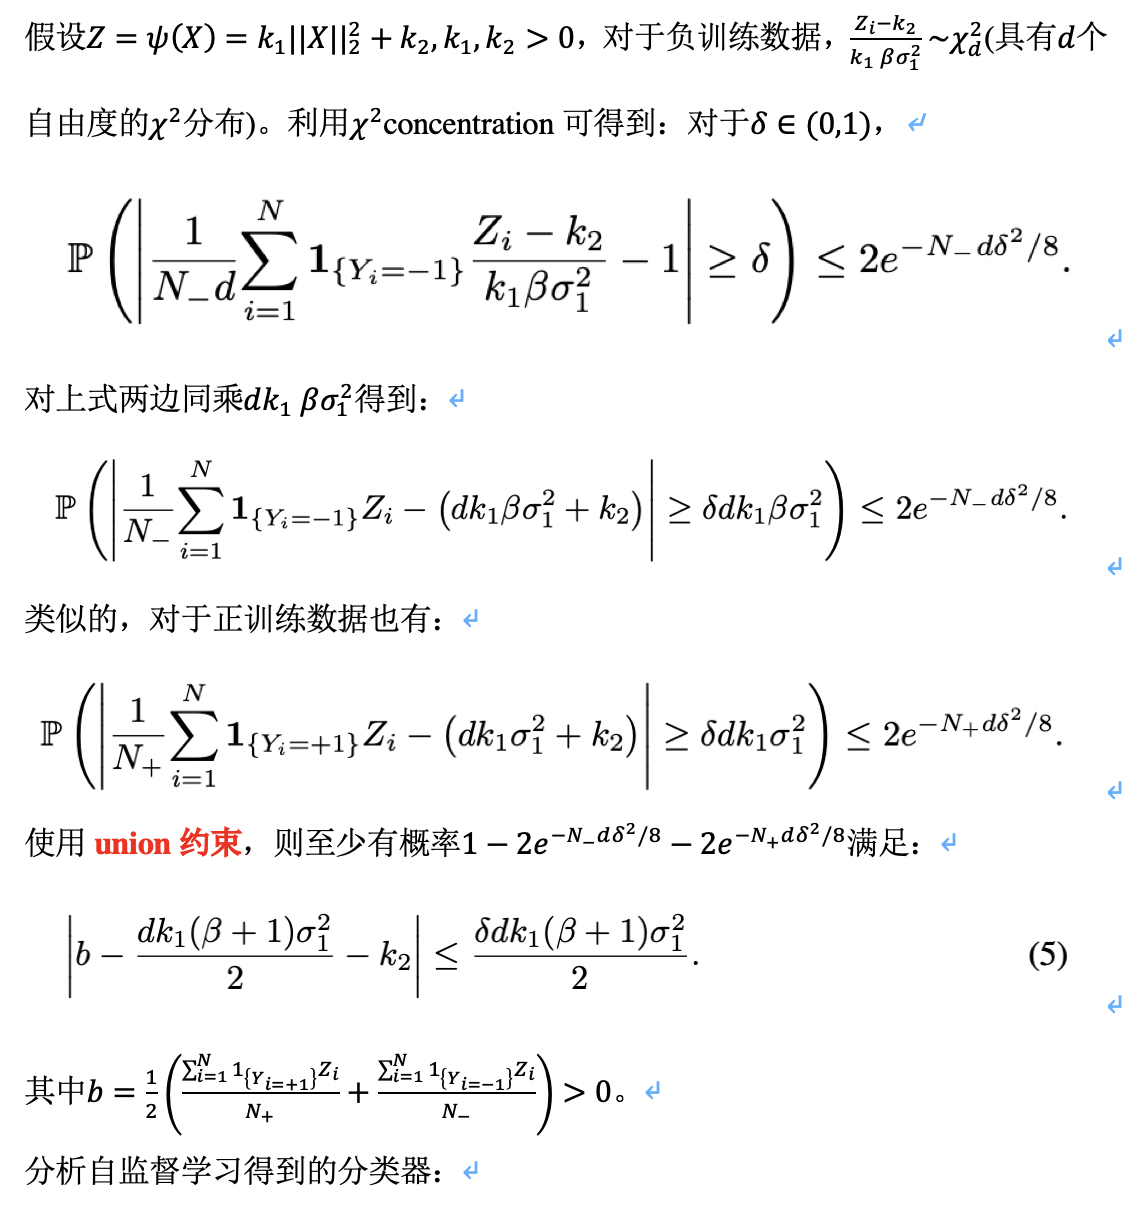 假设$Z = \psi(X) = k_1||X||_2^2 + k_2, k_1, k_2 > 0$，对于负训练数据，$\frac{Z_i - k_2}{k_1 \beta\sigma_1^2} \sim \chi_d^2$(具有$d$个
自由度的$\chi^2$分布)。利用$\chi^2$concentration 可得到：对于$\delta \in (0,1)$，
$\mathbb{P}\left(\left|\frac{1}{N_- d}\sum_{i=1}^{N} \mathbf{1}_{\{Y_i=-1\}} \frac{Z_i - k_2}{k_1\beta\sigma_1^2} - 1\right| \geq \delta\right) \leq 2e^{-N_- d\delta^2/8}.$
对上式两边同乘$dk_1 \beta\sigma_1^2$得到：
$\mathbb{P}\left(\left|\frac{1}{N_-}\sum_{i=1}^{N} \mathbf{1}_{\{Y_i=-1\}} Z_i - (dk_1\beta\sigma_1^2 + k_2)\right| \geq \delta dk_1\beta\sigma_1^2\right) \leq 2e^{-N_- d\delta^2/8}.$
类似的，对于正训练数据也有：
$\mathbb{P}\left(\left|\frac{1}{N_+}\sum_{i=1}^{N} \mathbf{1}_{\{Y_i=+1\}} Z_i - (dk_1\sigma_1^2 + k_2)\right| \geq \delta dk_1\sigma_1^2\right) \leq 2e^{-N_+ d\delta^2/8}.$
使用 union 约束，则至少有概率$1 - 2e^{-N_- d\delta^2/8} - 2e^{-N_+ d\delta^2/8}$满足：
$\left|b - \frac{dk_1(\beta+1)\sigma_1^2}{2} - k_2\right| \leq \frac{\delta dk_1(\beta+1)\sigma_1^2}{2}.$ (5)
其中$b = \frac{1}{2}\left(\frac{\sum_{i=1}^{N} 1_{\{Y_i=+1\}} Z_i}{N_+} + \frac{\sum_{i=1}^{N} 1_{\{Y_i=-1\}} Z_i}{N_-}\right) > 0$。
分析自监督学习得到的分类器：